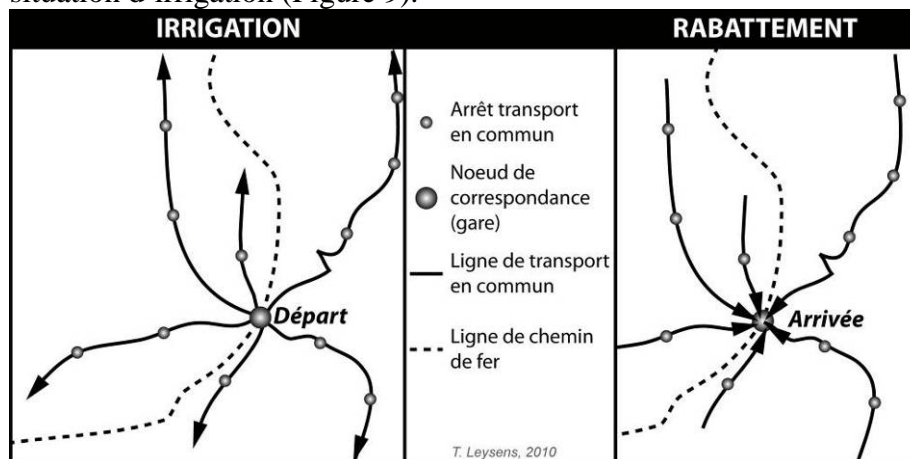 situation d'irrigation (Figure 9).
IRRIGATION
RABATTEMENT
Arrêt transport
en commun
Noeud de
correspondance
(gare)
Ligne de transport
en commun
Ligne de chemin
de fer
Départ
Arrivée
T. Leysens, 2010